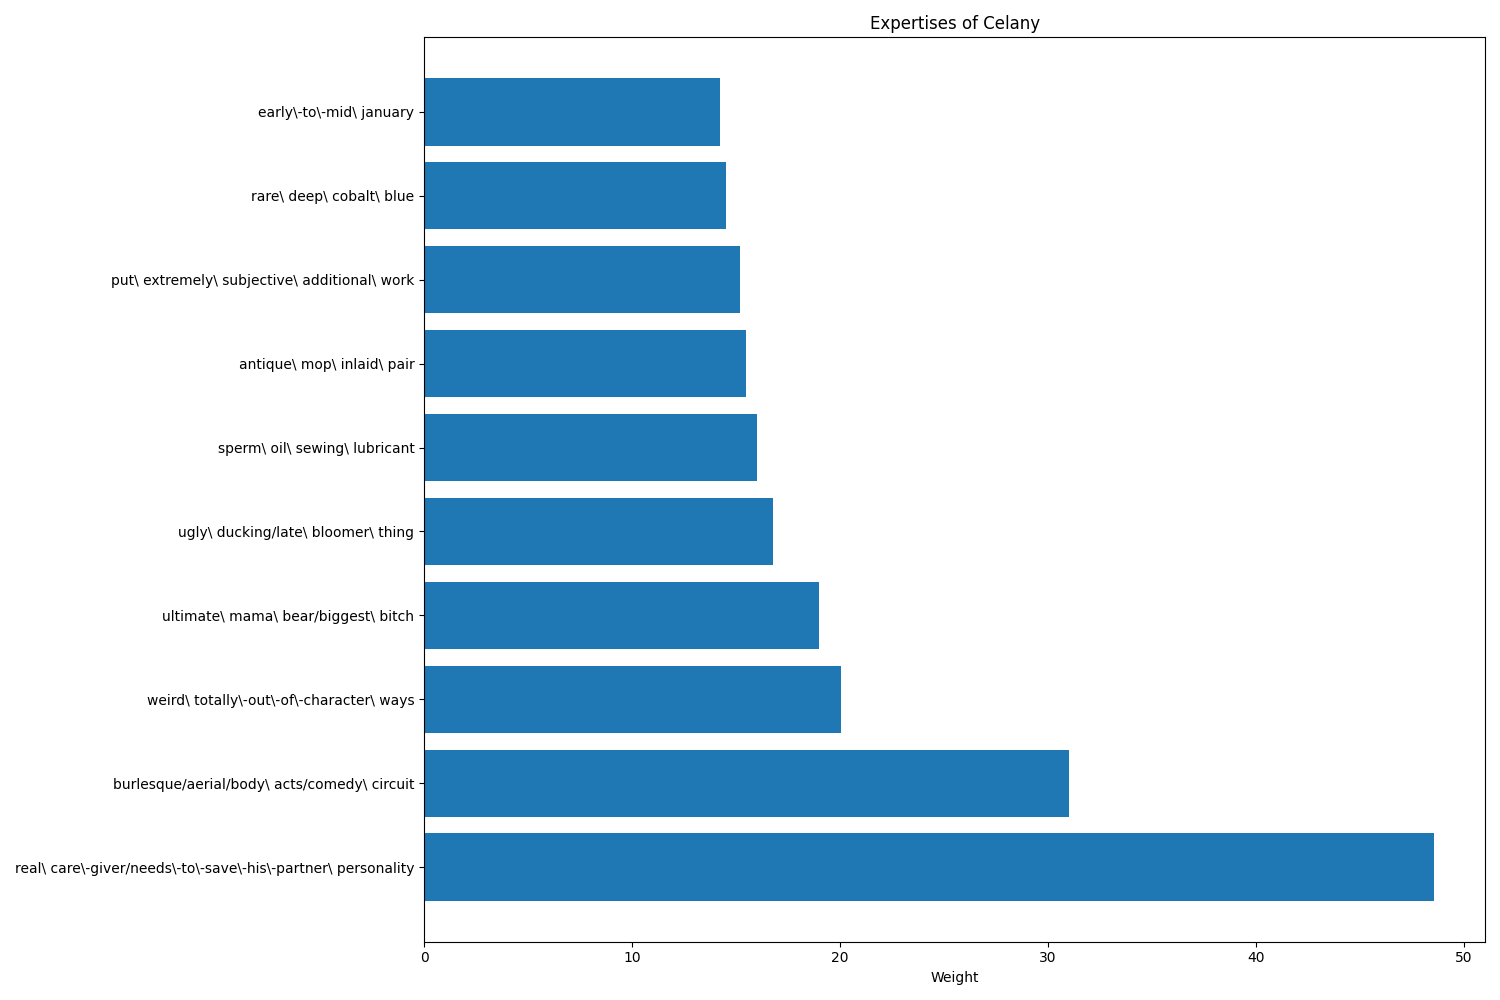 Expertises of Celany
early\-to\-mid\ january
rare\ deep\ cobalt\ blue
put\ extremely\ subjective\ additional\ work
antique\ mop\ inlaid\ pair
sperm\ oil\ sewing\ lubricant
ugly\ ducking/late\ bloomer\ thing
ultimate\ mama\ bear/biggest\ bitch
weird\ totally\-out\-of\-character\ ways
burlesque/aerial/body\ acts/comedy\ circuit
real\ care\-giver/needs\-to\-save\-his\-partner\ personality
0 10 20 30 40 50
Weight